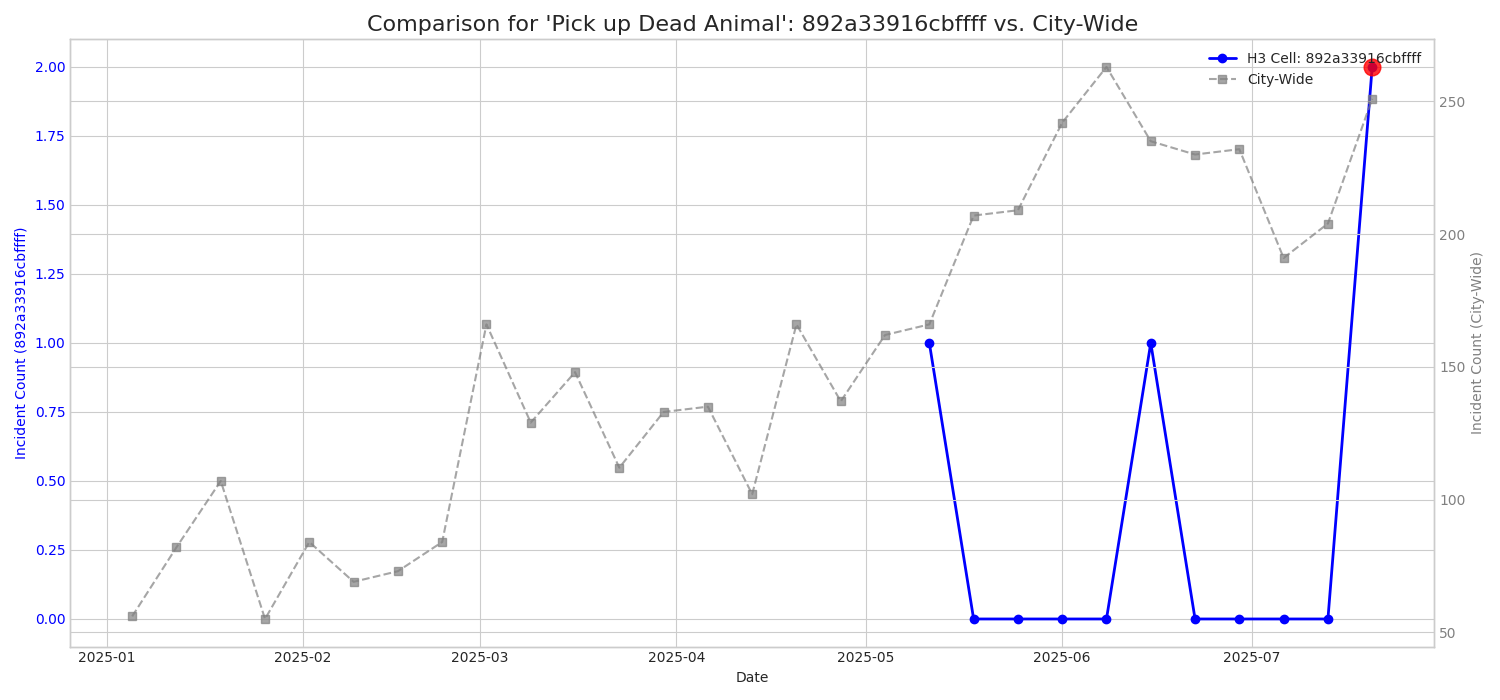 Comparison for 'Pick up Dead Animal': 892a33916cbffff vs. City-Wide
H3 Cell: 892a33916cbffff
City-Wide
Incident Count (892a33916cbffff)
2.00
1.75
1.50
1.25
1.00
0.75
0.50
0.25
0.00
Incident Count (City-Wide)
250
200
150
100
50
2025-01 2025-02 2025-03 2025-04 2025-05 2025-06 2025-07
Date